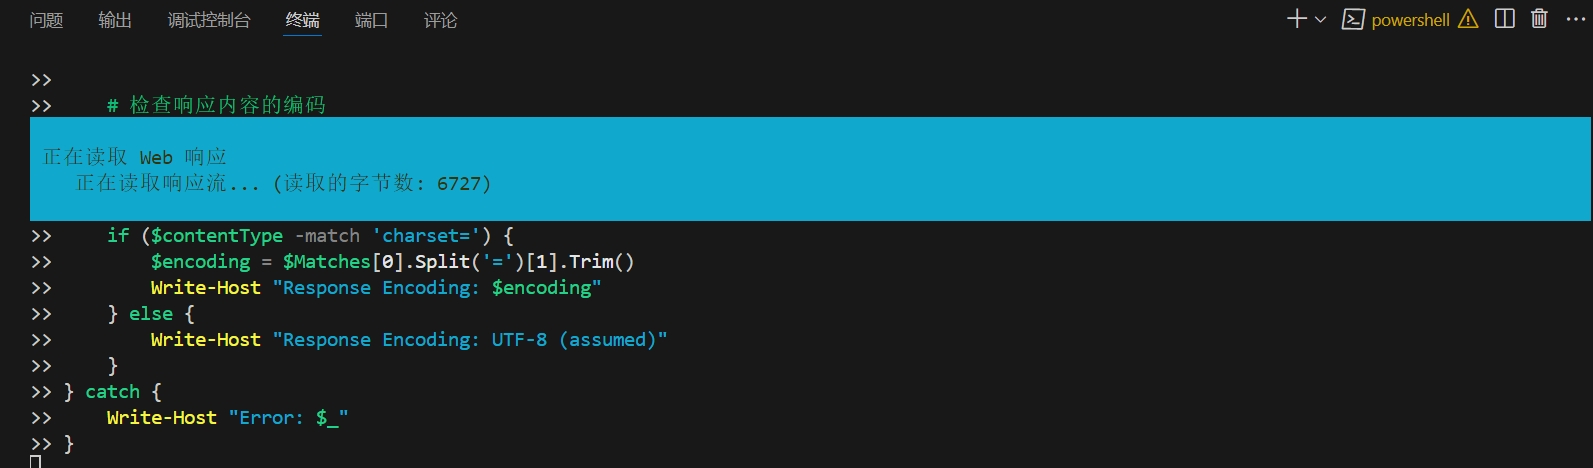 问题 输出 调试控制台 终端 端口 评论 powershell
>>
>>     # 检查响应内容的编码
正在读取 Web 响应
   正在读取响应流... (读取的字节数: 6727)
>>     if ($contentType -match 'charset=') {
>>         $encoding = $Matches[0].Split('=')[1].Trim()
>>         Write-Host "Response Encoding: $encoding"
>>     } else {
>>         Write-Host "Response Encoding: UTF-8 (assumed)"
>>     }
>> } catch {
>>     Write-Host "Error: $_"
>> }